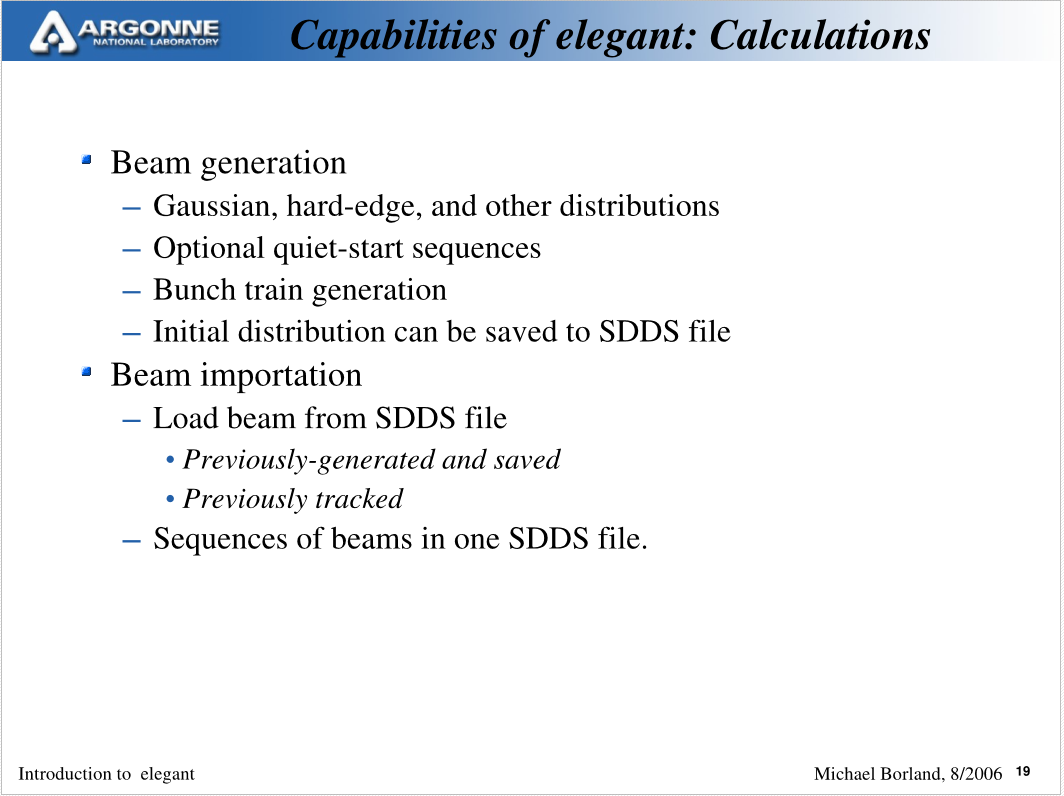 ARGONNE
NATIONAL LABORATORY
Capabilities of elegant: Calculations
Beam generation
– Gaussian, hard-edge, and other distributions
– Optional quiet-start sequences
– Bunch train generation
– Initial distribution can be saved to SDDS file
Beam importation
– Load beam from SDDS file
• Previously-generated and saved
• Previously tracked
– Sequences of beams in one SDDS file.
Introduction to elegant
Michael Borland, 8/2006 19